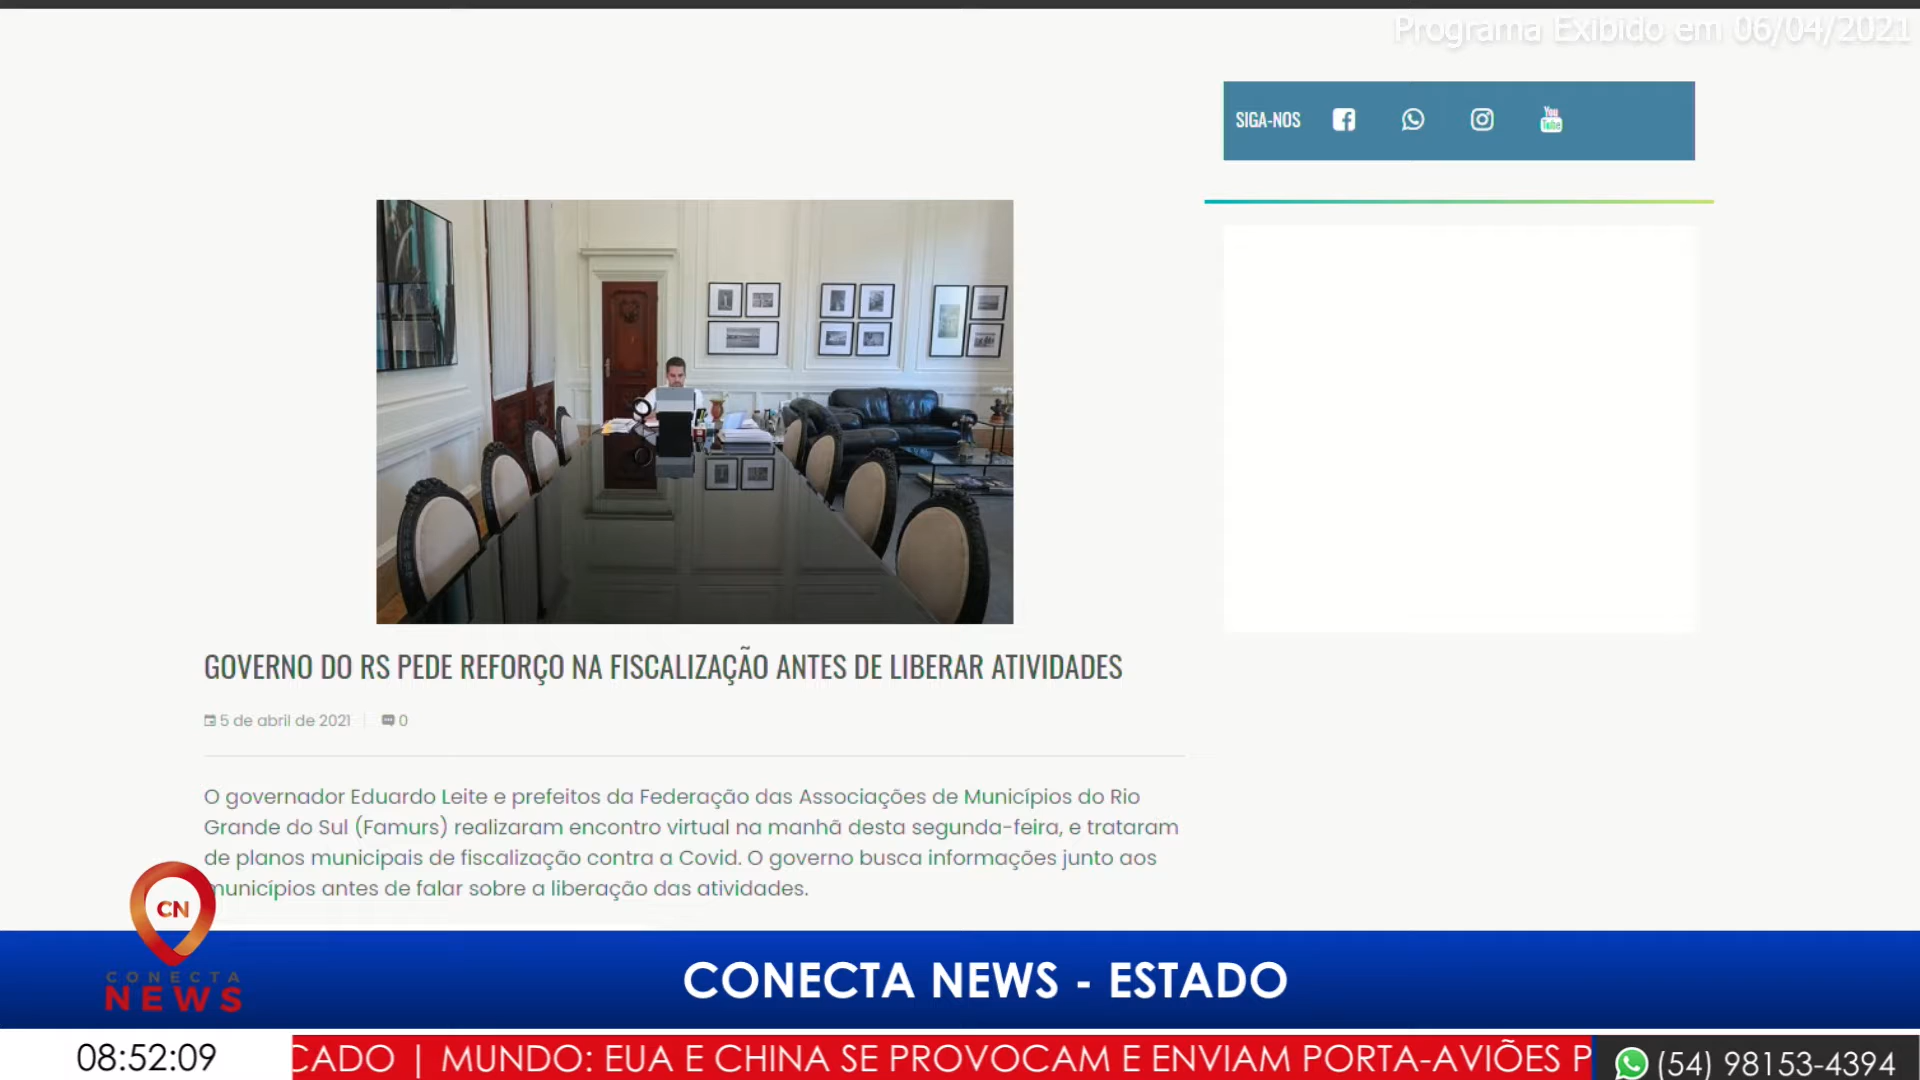 Programa Exibido em 06/04/2021
SIGA-NOS
You
Tube
GOVERNO DO RS PEDE REFORÇO NA FISCALIZAÇÃO ANTES DE LIBERAR ATIVIDADES
5 de abril de 2021
0
O governador Eduardo Leite e prefeitos da Federação das Associações de Municípios do Rio
Grande do Sul (Famurs) realizaram encontro virtual na manhã desta segunda-feira, e trataram
de planos municipais de fiscalização contra a Covid. O governo busca informações junto aos
municípios antes de falar sobre a liberação das atividades.
CN
CONECTA
NEWS
CONECTA NEWS - ESTADO
08:52:09
CADO | MUNDO: EUA E CHINA SE PROVOCAM E ENVIAM PORTA-AVIÕES P
(54) 98153-4394